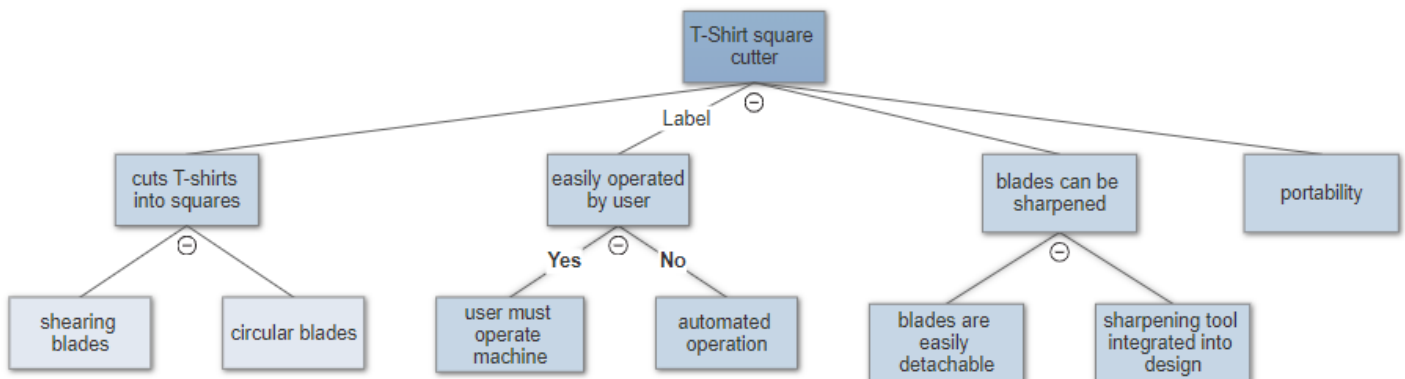 T-Shirt square
cutter
Label
cuts T-shirts
into squares
easily operated
by user
blades can be
sharpened
portability
Yes
No
shearing
blades
circular blades
user must
operate
machine
automated
operation
blades are
easily
detachable
sharpening tool
integrated into
design